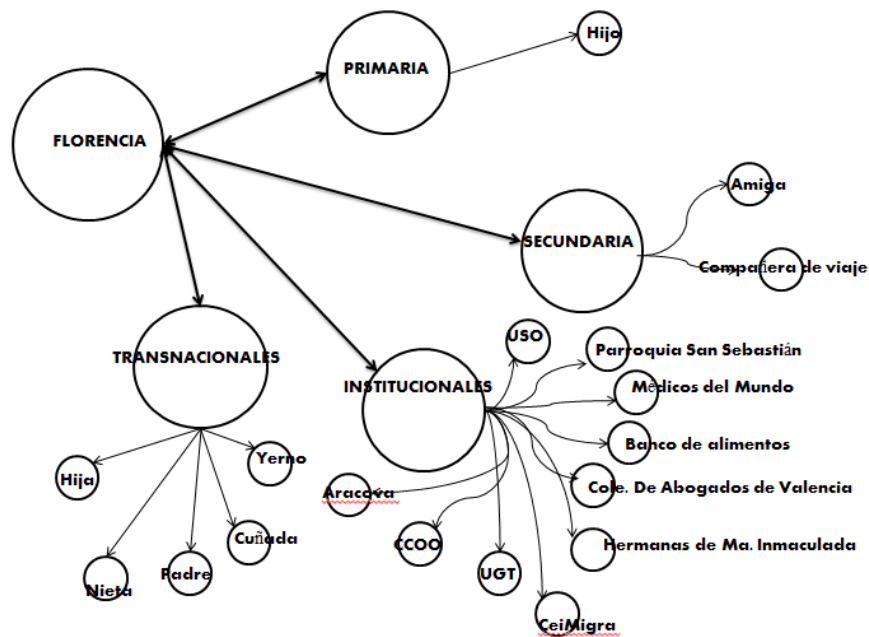 Hijo
PRIMARIA
FLORENCIA
Amiga
SECUNDARIA
Compañera de viaje
USO
Parroquia San Sebastián
TRANSNACIONALES
INSTITUCIONALES
Médicos del Mundo
Banco de alimentos
Yerno
Hija
Aracova
Cole. De Abogados de Valencia
Cuñada
CCOO
Hermanas de Ma. Inmaculada
Padre
UGT
Nieta
CeiMigra